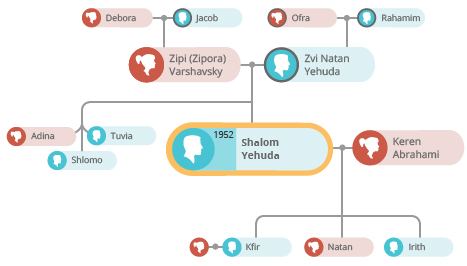 Debora
Jacob
Ofra
Rahamim
Zipi (Zipora)
Varshavsky
Zvi Natan
Yehuda
Adina
Tuvia
Shlomo
1952
Shalom
Yehuda
Keren
Abrahami
Kfir
Natan
Irith